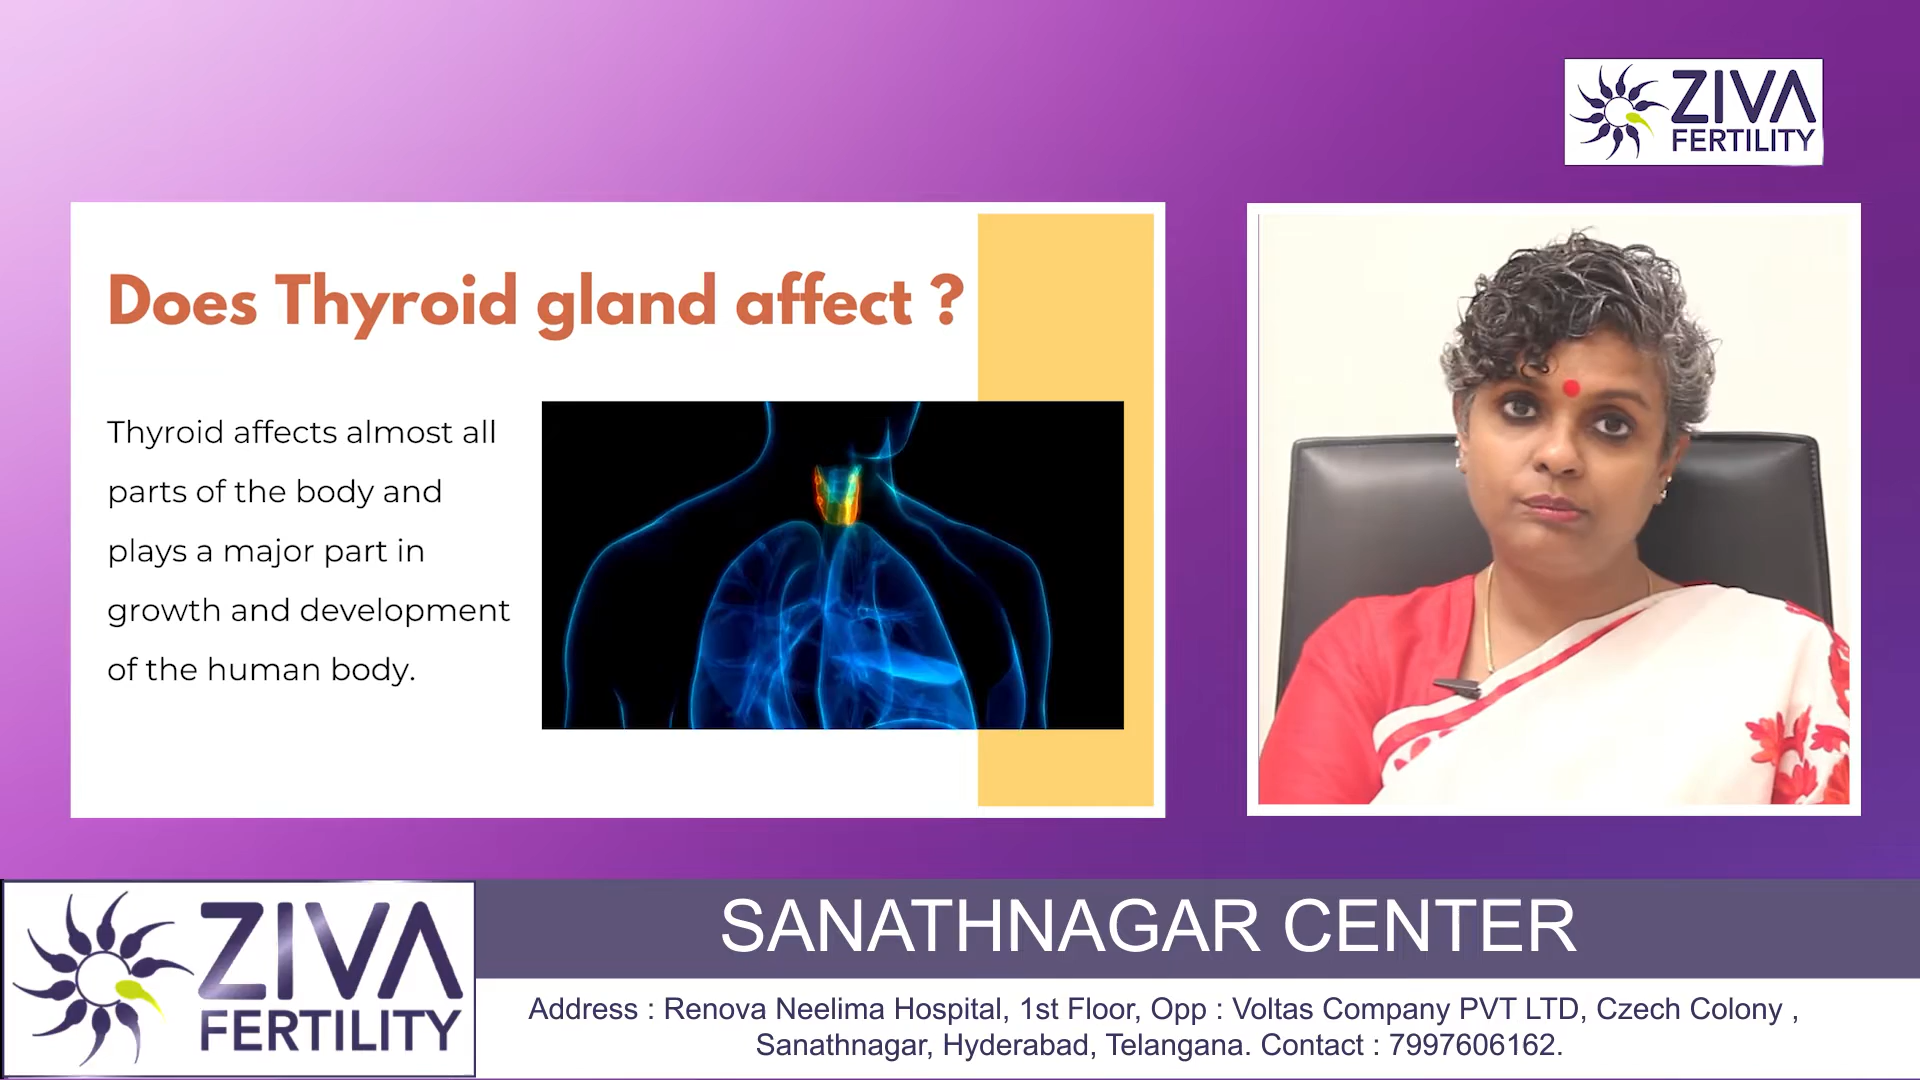 ZIVA
FERTILITY
Does Thyroid gland affect ?
Thyroid affects almost all
parts of the body and
plays a major part in
growth and development
of the human body.
ZIVA
FERTILITY
SANATHNAGAR CENTER
Address : Renova Neelima Hospital, 1st Floor, Opp : Voltas Company PVT LTD, Czech Colony ,
Sanathnagar, Hyderabad, Telangana. Contact : 7997606162.